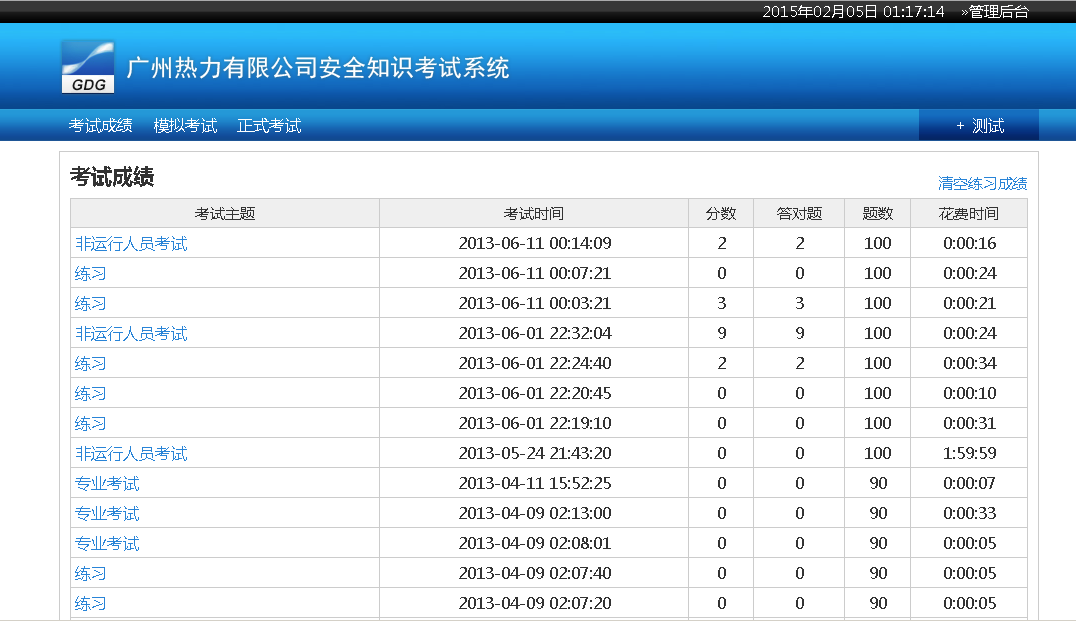 2015年02月05日 01:17:14 »管理后台
GDG 广州热力有限公司安全知识考试系统
考试成绩 模拟考试 正式考试 + 测试
考试成绩
清空练习成绩
考试主题 考试时间 分数 答对题 题数 花费时间
非运行人员考试 2013-06-11 00:14:09 2 2 100 0:00:16
练习 2013-06-11 00:07:21 0 0 100 0:00:24
练习 2013-06-11 00:03:21 3 3 100 0:00:21
非运行人员考试 2013-06-01 22:32:04 9 9 100 0:00:24
练习 2013-06-01 22:24:40 2 2 100 0:00:34
练习 2013-06-01 22:20:45 0 0 100 0:00:10
练习 2013-06-01 22:19:10 0 0 100 0:00:31
非运行人员考试 2013-05-24 21:43:20 0 0 100 1:59:59
专业考试 2013-04-11 15:52:25 0 0 90 0:00:07
专业考试 2013-04-09 02:13:00 0 0 90 0:00:33
专业考试 2013-04-09 02:08:01 0 0 90 0:00:05
练习 2013-04-09 02:07:40 0 0 90 0:00:05
练习 2013-04-09 02:07:20 0 0 90 0:00:05